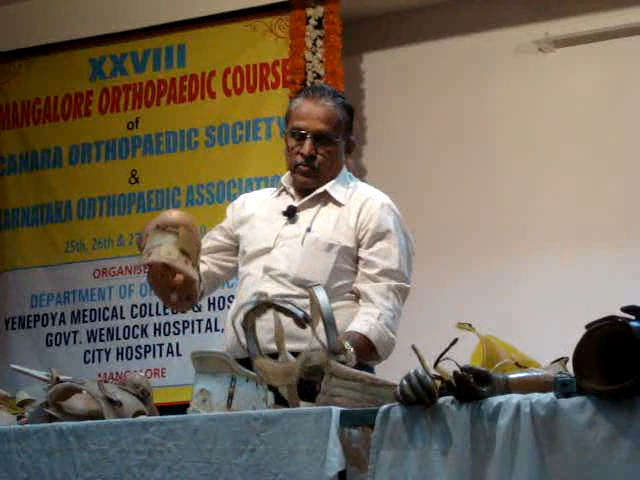 XXVIII
MANGALORE ORTHOPAEDIC COURSE
of
CANARA ORTHOPAEDIC SOCIETY
&
KARNATAKA ORTHOPAEDIC ASSOCIATION
25th, 26th &
ORGANISE
DEPARTMENT OF
YENEPOYA MEDICAL COLLEGE & HOS
GOVT. WENLOCK HOSPITAL,
CITY HOSPITAL
MANGALORE